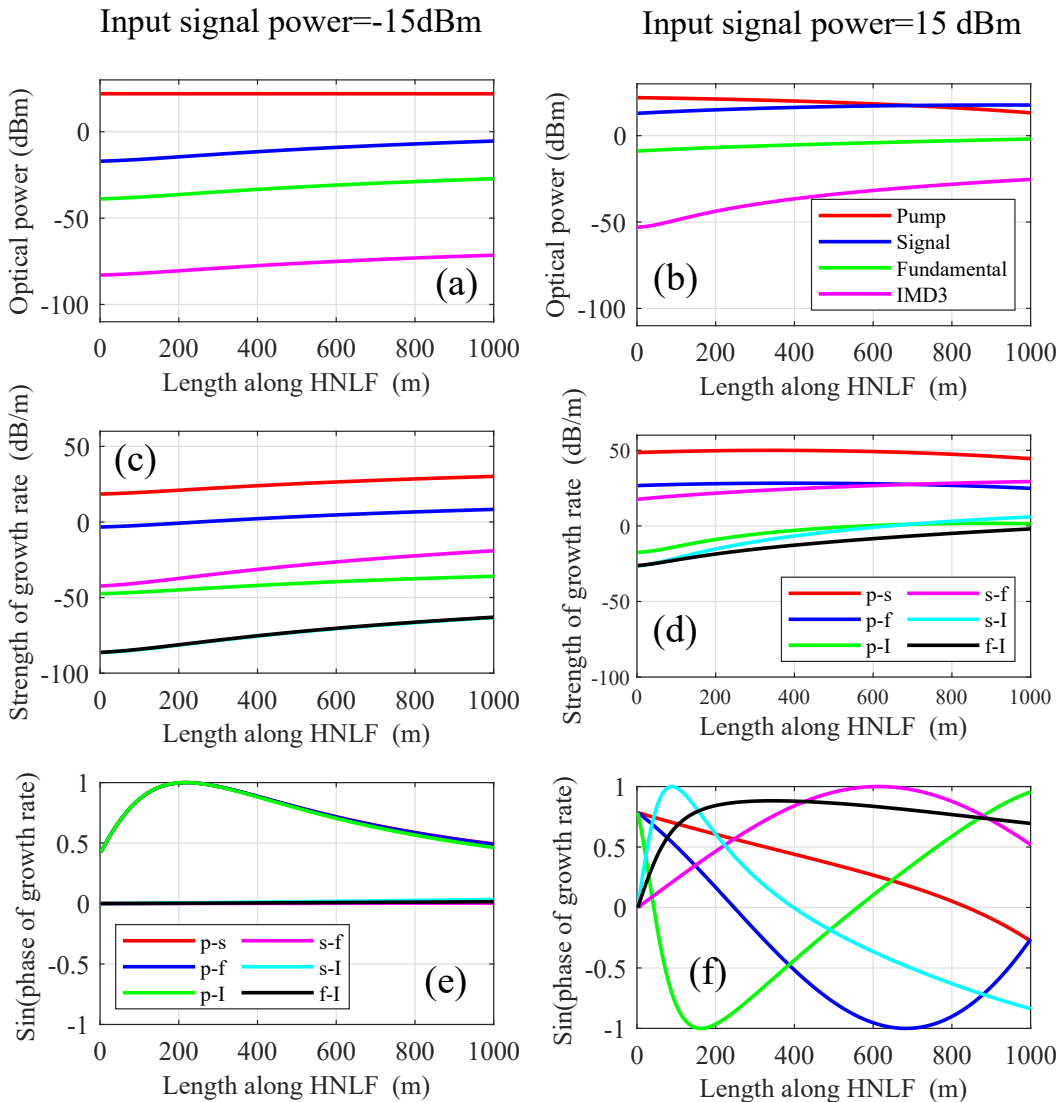 Input signal power=-15dBm
Input signal power=15 dBm
Optical power (dBm)
0
-50
-100
(a)
0 200 400 600 800 1000
Length along HNLF (m)
Optical power (dBm)
0
-50
-100
Pump
Signal
Fundamental
IMD3
(b)
0 200 400 600 800 1000
Length along HNLF (m)
Strength of growth rate (dB/m)
50
0
-50
-100
(c)
0 200 400 600 800 1000
Length along HNLF (m)
Strength of growth rate (dB/m)
50
0
-50
-100
p-s s-f
p-f s-I
p-I f-I
(d)
0 200 400 600 800 1000
Length along HNLF (m)
Sin(phase of growth rate)
1
0.5
0
-0.5
-1
p-s s-f
p-f s-I
p-I f-I
(e)
0 200 400 600 800 1000
Length along HNLF (m)
Sin(phase of growth rate)
1
0.5
0
-0.5
-1
(f)
0 200 400 600 800 1000
Length along HNLF (m)